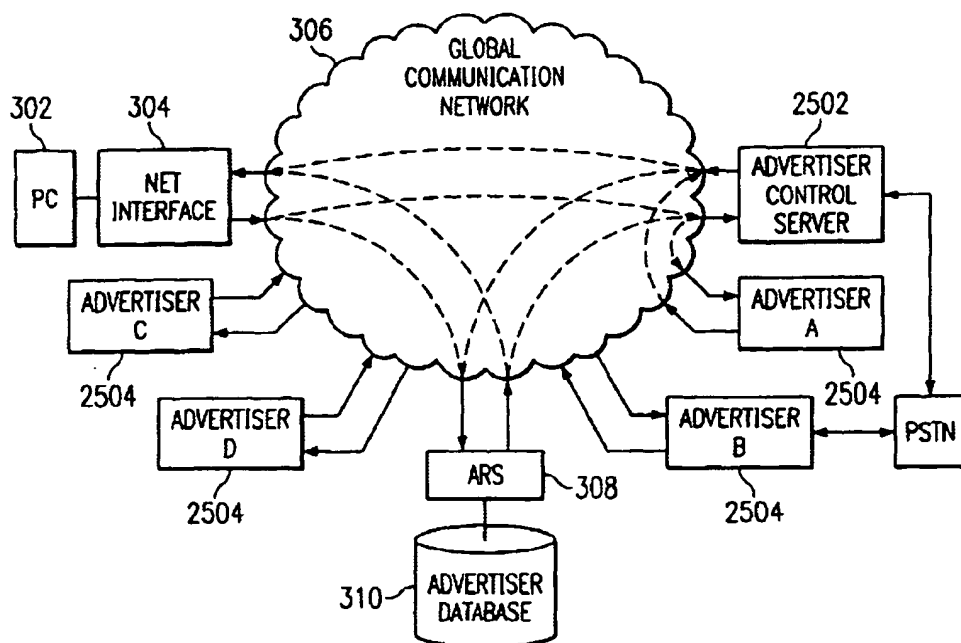 306
GLOBAL
COMMUNICATION
NETWORK
302
304
2502
PC
NET
INTERFACE
ADVERTISER
CONTROL
SERVER
ADVERTISER
C
2504
ADVERTISER
A
2504
ADVERTISER
D
2504
ADVERTISER
B
2504
PSTN
ARS
308
310
ADVERTISER
DATABASE